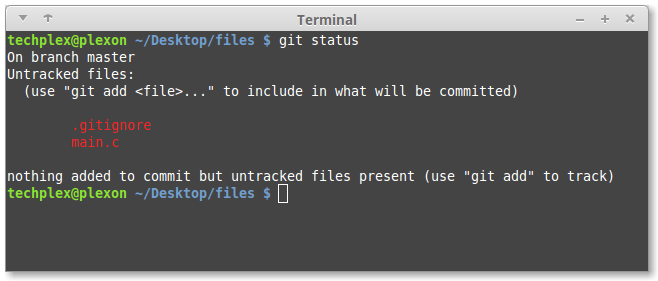 Terminal
techplex@plexon ~/Desktop/files $ git status
On branch master
Untracked files:
  (use "git add <file>..." to include in what will be committed)
        .gitignore
        main.c
nothing added to commit but untracked files present (use "git add" to track)
techplex@plexon ~/Desktop/files $